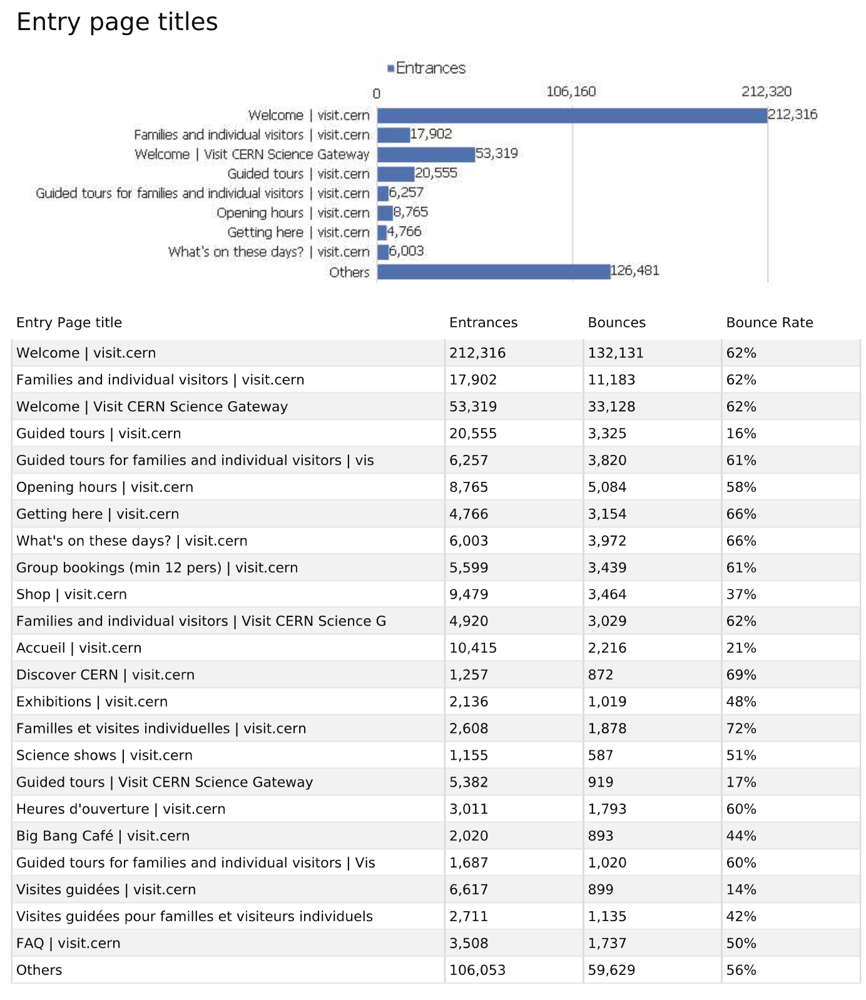 Entry page titles
Entrances
0 106,160 212,320
Welcome | visit.cern 212,316
Families and individual visitors | visit.cern 17,902
Welcome | Visit CERN Science Gateway 53,319
Guided tours | visit.cern 20,555
Guided tours for families and individual visitors | visit.cern 6,257
Opening hours | visit.cern 8,765
Getting here | visit.cern 4,766
What's on these days? | visit.cern 6,003
Others 126,481
Entry Page title Entrances Bounces Bounce Rate
Welcome | visit.cern 212,316 132,131 62%
Families and individual visitors | visit.cern 17,902 11,183 62%
Welcome | Visit CERN Science Gateway 53,319 33,128 62%
Guided tours | visit.cern 20,555 3,325 16%
Guided tours for families and individual visitors | vis 6,257 3,820 61%
Opening hours | visit.cern 8,765 5,084 58%
Getting here | visit.cern 4,766 3,154 66%
What's on these days? | visit.cern 6,003 3,972 66%
Group bookings (min 12 pers) | visit.cern 5,599 3,439 61%
Shop | visit.cern 9,479 3,464 37%
Families and individual visitors | Visit CERN Science G 4,920 3,029 62%
Accueil | visit.cern 10,415 2,216 21%
Discover CERN | visit.cern 1,257 872 69%
Exhibitions | visit.cern 2,136 1,019 48%
Familles et visites individuelles | visit.cern 2,608 1,878 72%
Science shows | visit.cern 1,155 587 51%
Guided tours | Visit CERN Science Gateway 5,382 919 17%
Heures d'ouverture | visit.cern 3,011 1,793 60%
Big Bang Café | visit.cern 2,020 893 44%
Guided tours for families and individual visitors | Vis 1,687 1,020 60%
Visites guidées | visit.cern 6,617 899 14%
Visites guidées pour familles et visiteurs individuels 2,711 1,135 42%
FAQ | visit.cern 3,508 1,737 50%
Others 106,053 59,629 56%